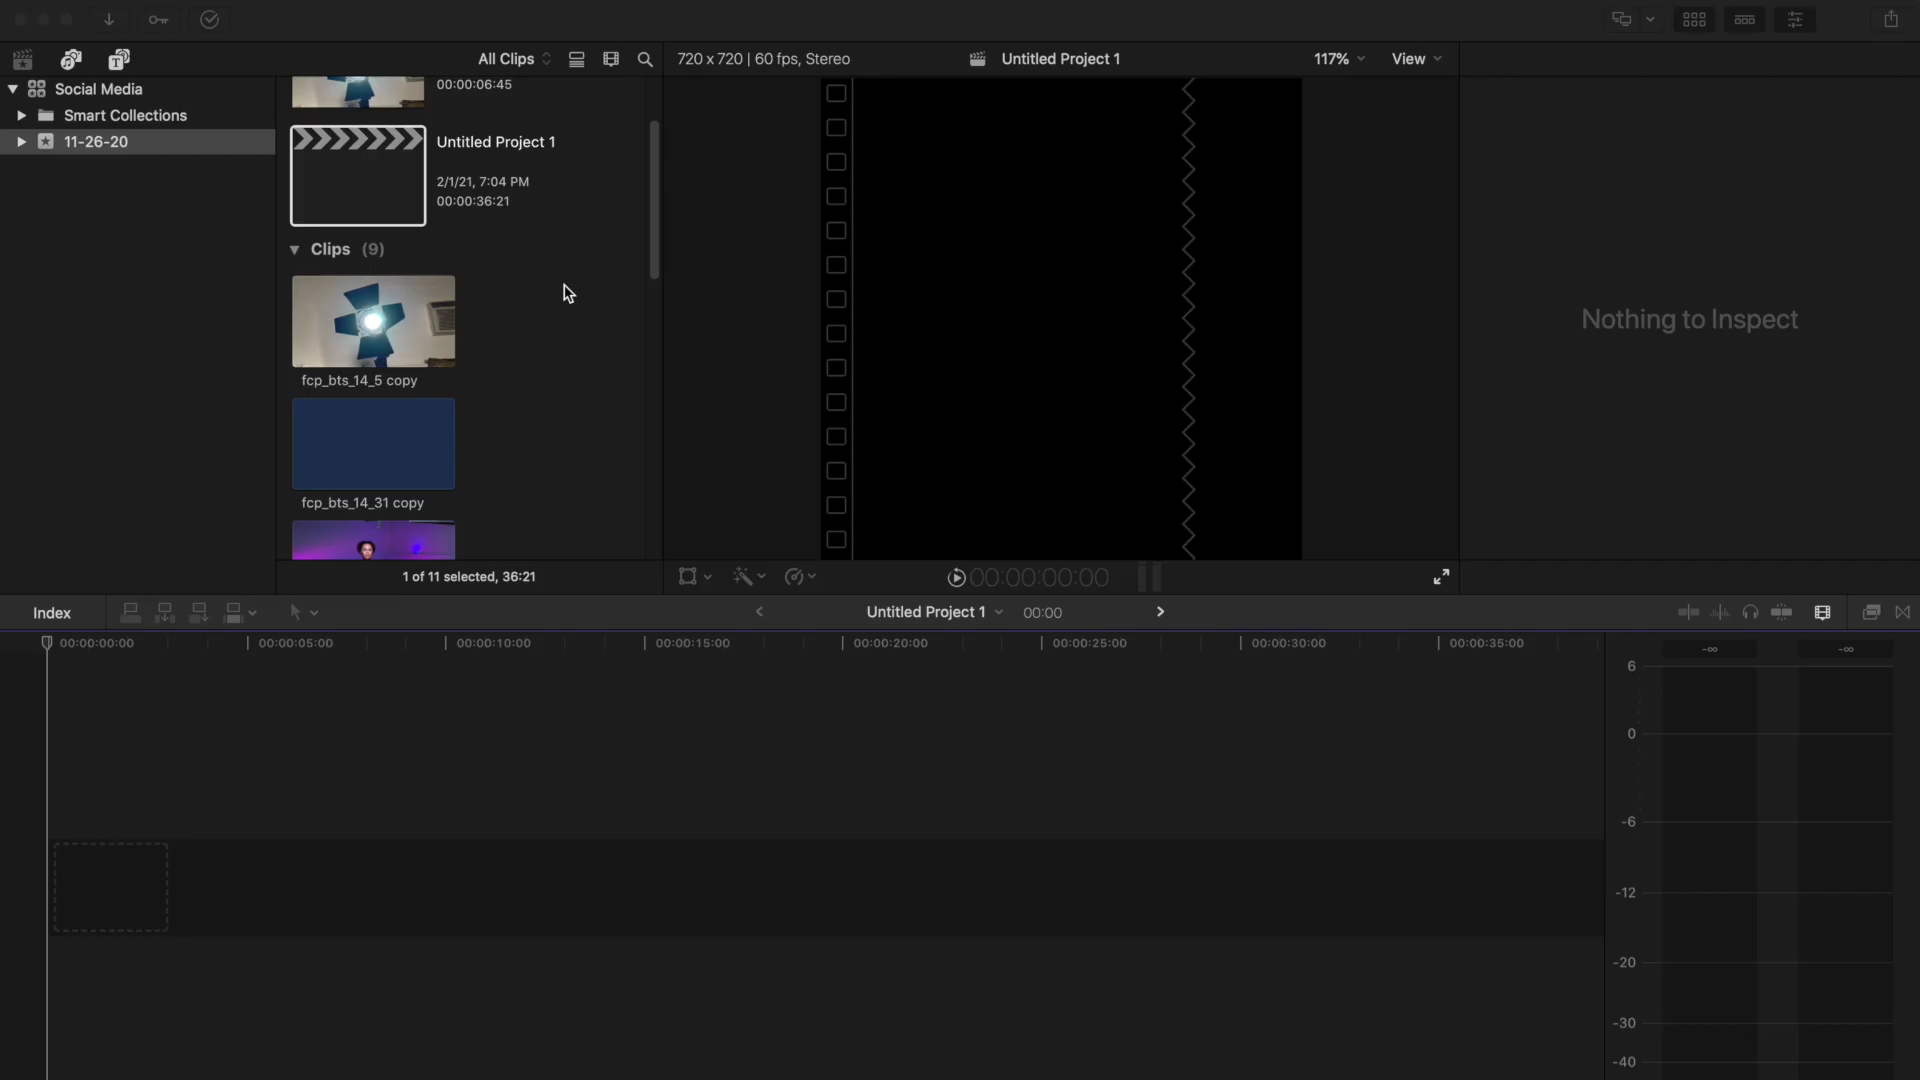 All Clips
720 x 720 | 60 fps, Stereo
Untitled Project 1
117%
View
Social Media
Smart Collections
11-26-20
00:00:06:45
Untitled Project 1
2/1/21, 7:04 PM
00:00:36:21
Clips (9)
fcp_bts_14_5 copy
fcp_bts_14_31 copy
Nothing to Inspect
1 of 11 selected, 36:21
00:00:00:00
Index
Untitled Project 1
00:00
00:00:00:00
00:00:05:00
00:00:10:00
00:00:15:00
00:00:20:00
00:00:25:00
00:00:30:00
00:00:35:00
-∞
-∞
6
0
-6
-12
-20
-30
-40